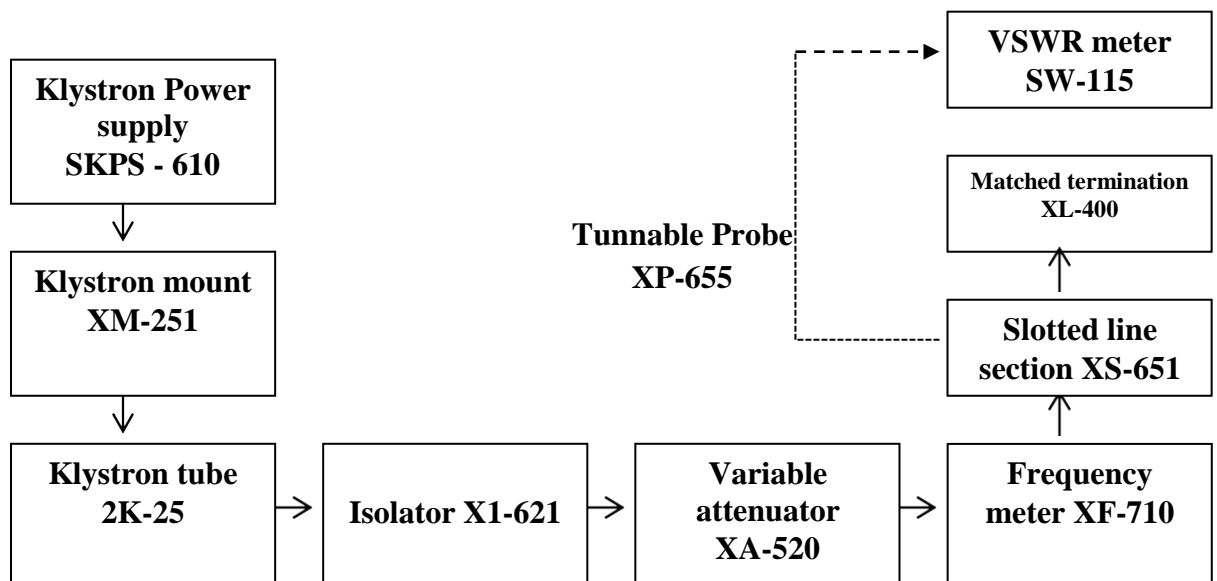 Klystron Power
supply
SKPS - 610
Klystron mount
XM-251
Klystron tube
2K-25
Isolator X1-621
Variable
attenuator
XA-520
Frequency
meter XF-710
Slotted line
section XS-651
Matched termination
XL-400
Tunnable Probe
XP-655
VSWR meter
SW-115